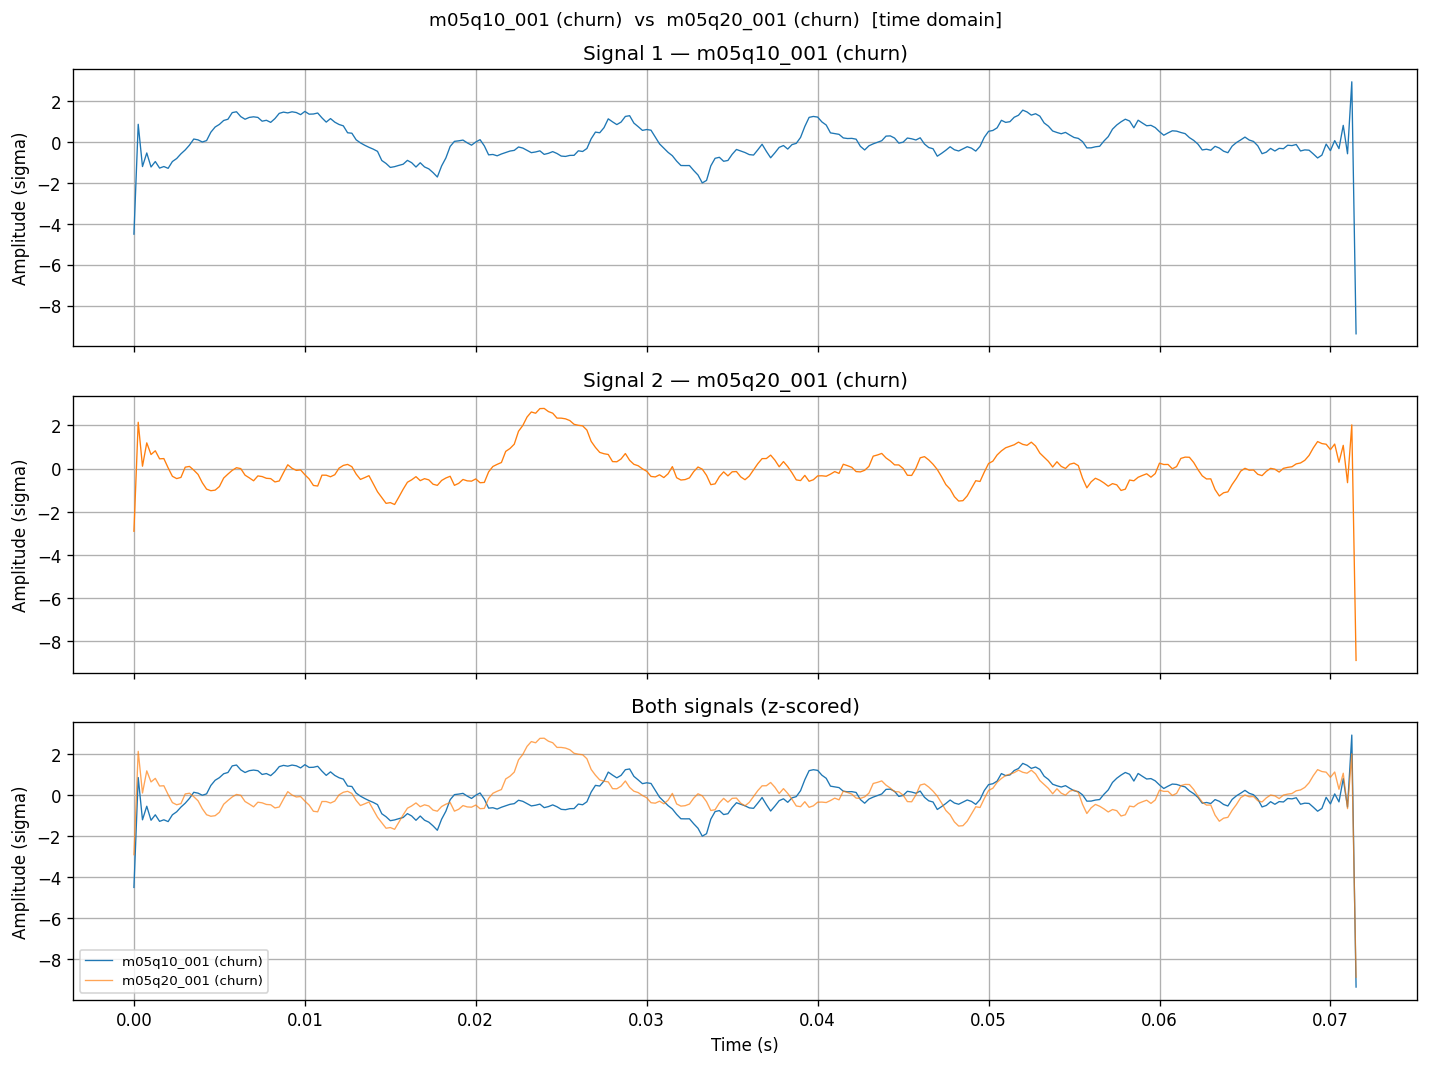 m05q10_001 (churn)  vs  m05q20_001 (churn)  [time domain]
Signal 1 — m05q10_001 (churn)
Amplitude (sigma)
2
0
−2
−4
−6
−8
Signal 2 — m05q20_001 (churn)
Amplitude (sigma)
2
0
−2
−4
−6
−8
Both signals (z-scored)
Amplitude (sigma)
2
0
−2
−4
−6
−8
m05q10_001 (churn)
m05q20_001 (churn)
0.00 0.01 0.02 0.03 0.04 0.05 0.06 0.07
Time (s)